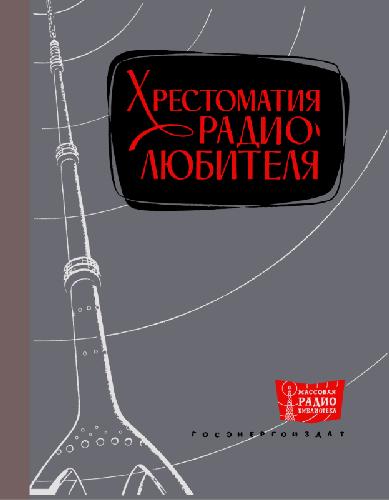 ХРЕСТОМАТИЯ
РАДИО
ЛЮБИТЕЛЯ
МАССОВАЯ
РАДИО
БИБЛИОТЕКА
ГОСЭНЕРГОИЗДАТ